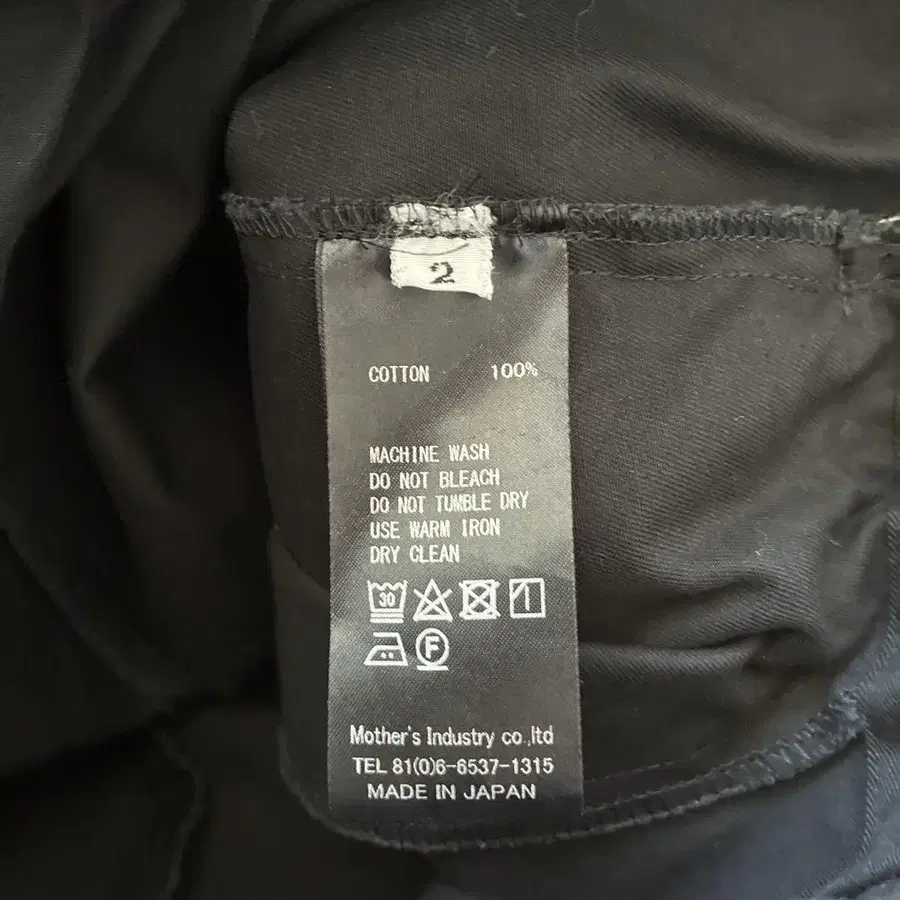 2
COTTON 100%
MACHINE WASH
DO NOT BLEACH
DO NOT TUMBLE DRY
USE WARM IRON
DRY CLEAN
30
F
Mother's Industry co.,ltd
TEL 81(0)6-6537-1315
MADE IN JAPAN